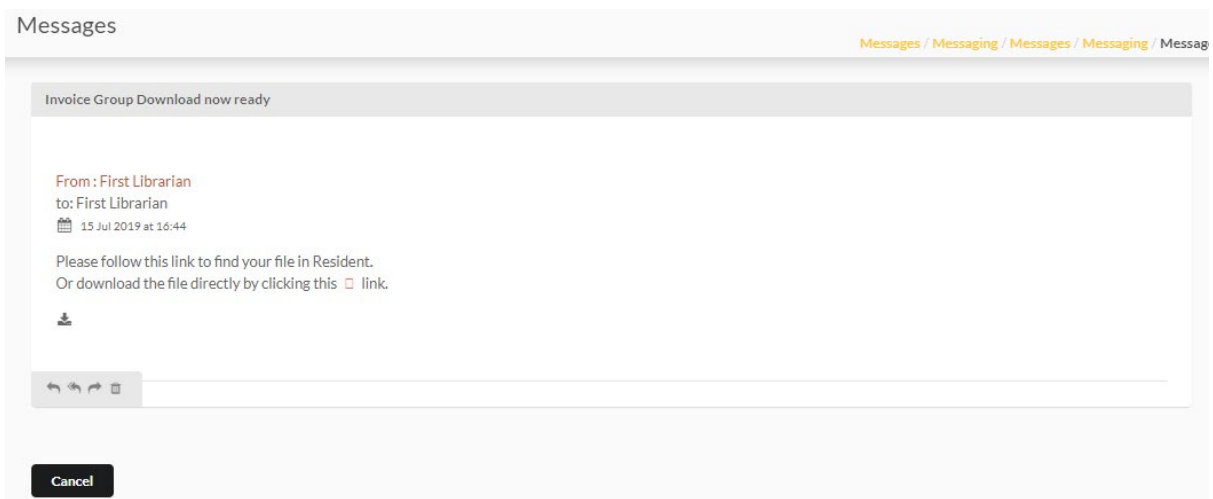 Messages
Messages / Messaging / Messages / Messaging / Message
Invoice Group Download now ready
From : First Librarian
to: First Librarian
15 Jul 2019 at 16:44
Please follow this link to find your file in Resident.
Or download the file directly by clicking this link.
Cancel